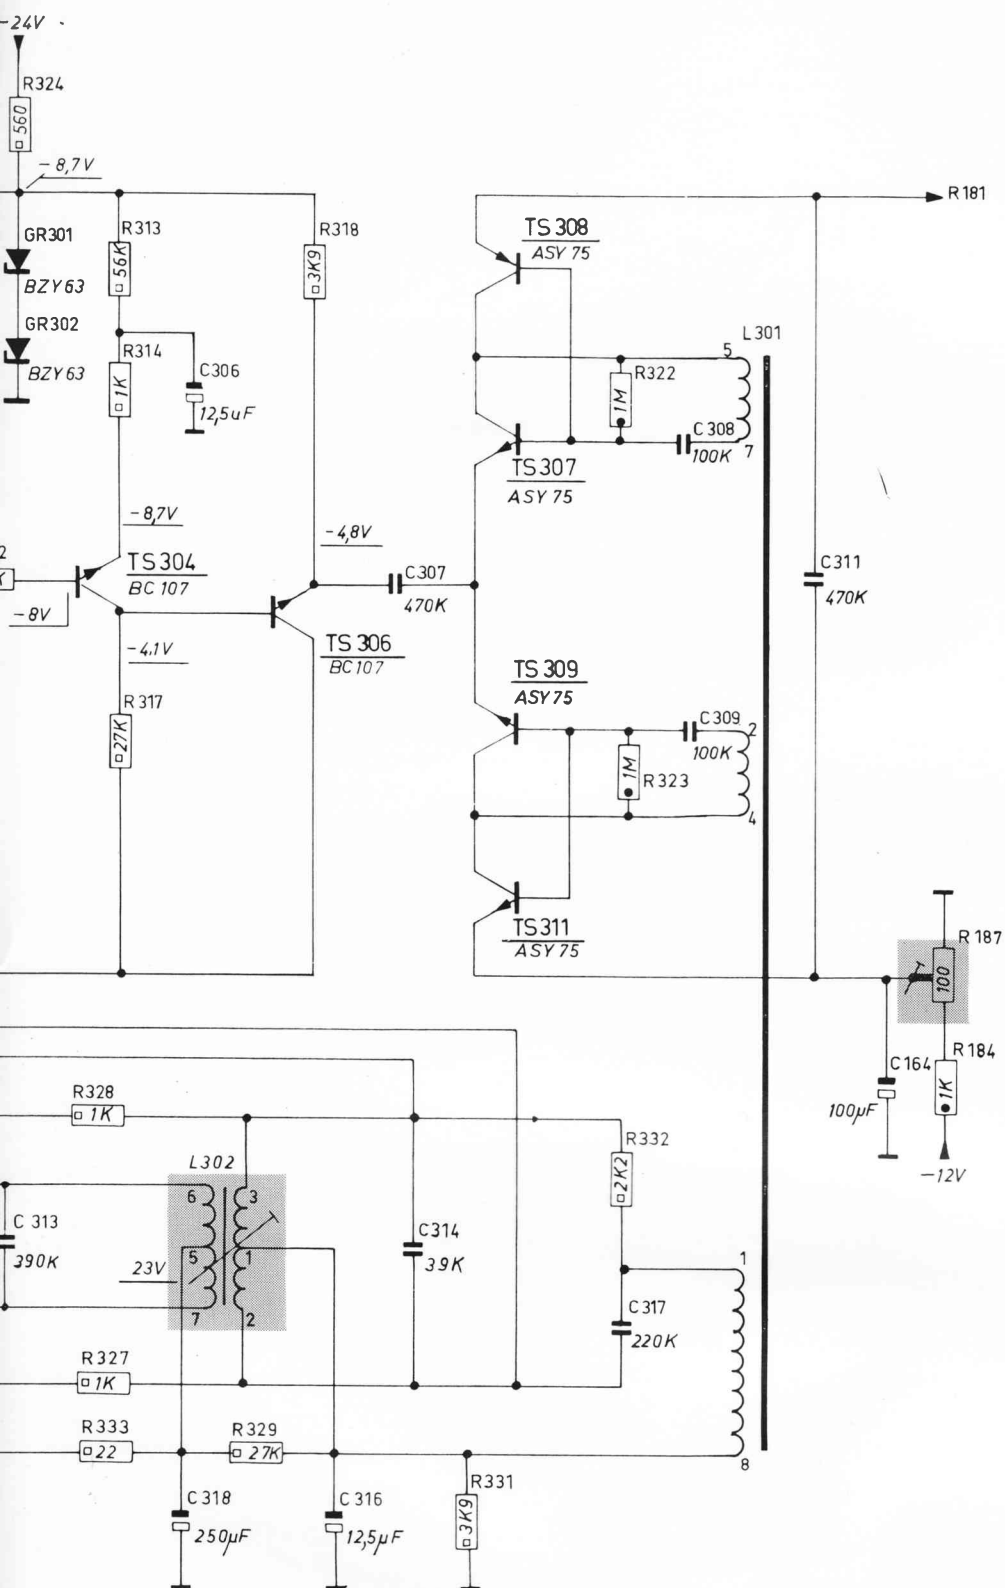 -24V
R324
560
-8,7V
R181
GR301
R313
R318
TS308
ASY 75
56K
3K9
BZY63
GR302
L301
R314
5
BZY63
C306
R322
1K
12,5uF
1M
C308
100K
7
TS307
ASY 75
-8,7V
-4,8V
2
TS304
BC107
C307
470K
C311
470K
K
-8V
-4,1V
TS306
BC107
TS309
ASY75
R317
C309
2
27K
100K
1M
R323
4
TS311
ASY75
R187
100
R184
C164
1K
100µF
-12V
R328
1K
R332
L302
2K2
6
3
C313
390K
5
1
C314
39K
23V
1
7
2
C317
220K
R327
1K
R333
22
R329
27K
8
R331
C318
C316
3K9
250µF
12,5µF